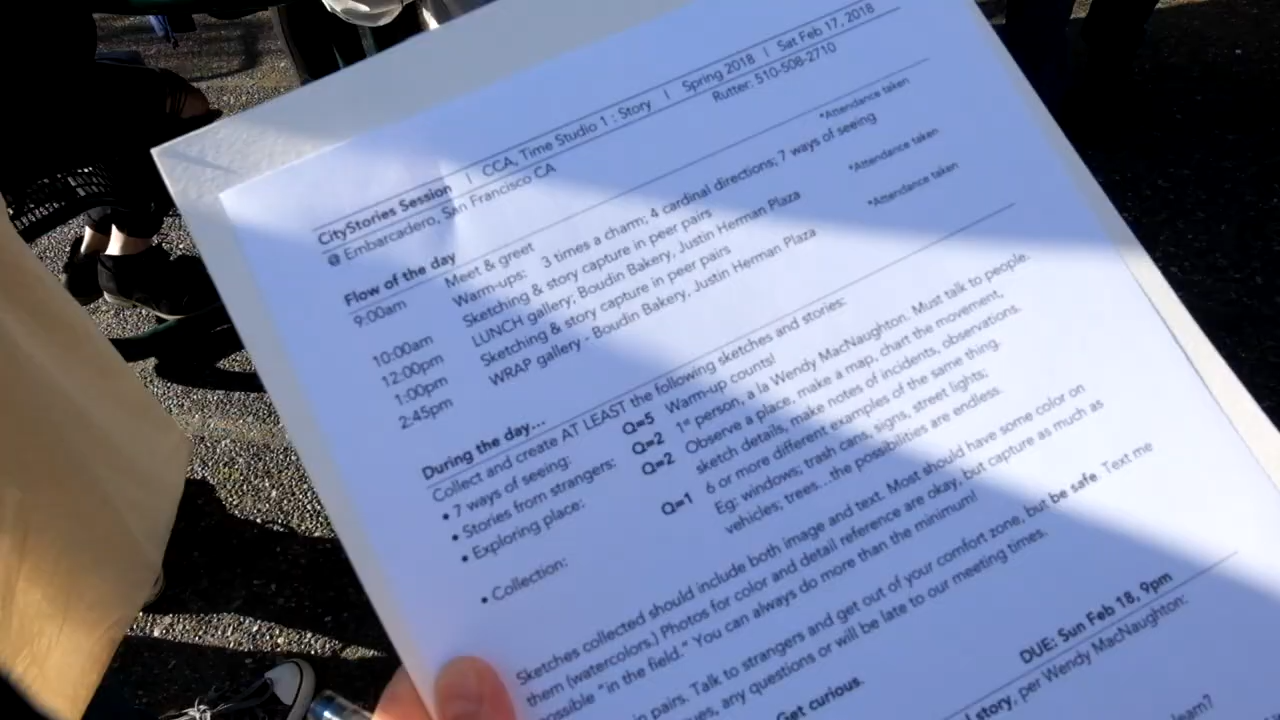 CityStories Session | CCA, Time Studio 1 : Story | Spring 2018 | Sat Feb 17, 2018
@ Embarcadero, San Francisco CA Rutter: 510-508-2710
Flow of the day
9:00am Meet & greet *Attendance taken
Warm-ups: 3 times a charm; 4 cardinal directions; 7 ways of seeing
10:00am Sketching & story capture in peer pairs
12:00pm LUNCH gallery; Boudin Bakery, Justin Herman Plaza *Attendance taken
1:00pm Sketching & story capture in peer pairs
2:45pm WRAP gallery - Boudin Bakery, Justin Herman Plaza *Attendance taken
During the day...
Collect and create AT LEAST the following sketches and stories:
• 7 ways of seeing: Q=5 Warm-up counts!
• Stories from strangers: Q=2 1st person, a la Wendy MacNaughton. Must talk to people.
• Exploring place: Q=2 Observe a place, make a map, chart the movement,
sketch details, make notes of incidents, observations.
• Collection: Q=1 6 or more different examples of the same thing.
Eg: windows; trash cans, signs, street lights;
vehicles; trees...the possibilities are endless.
Sketches collected should include both image and text. Most should have some color on
them (watercolors.) Photos for color and detail reference are okay, but capture as much as
possible "in the field." You can always do more than the minimum!
in pairs. Talk to strangers and get out of your comfort zone, but be safe. Text me
any questions or will be late to our meeting times.
Get curious.
DUE: Sun Feb 18, 9pm
story, per Wendy MacNaughton: